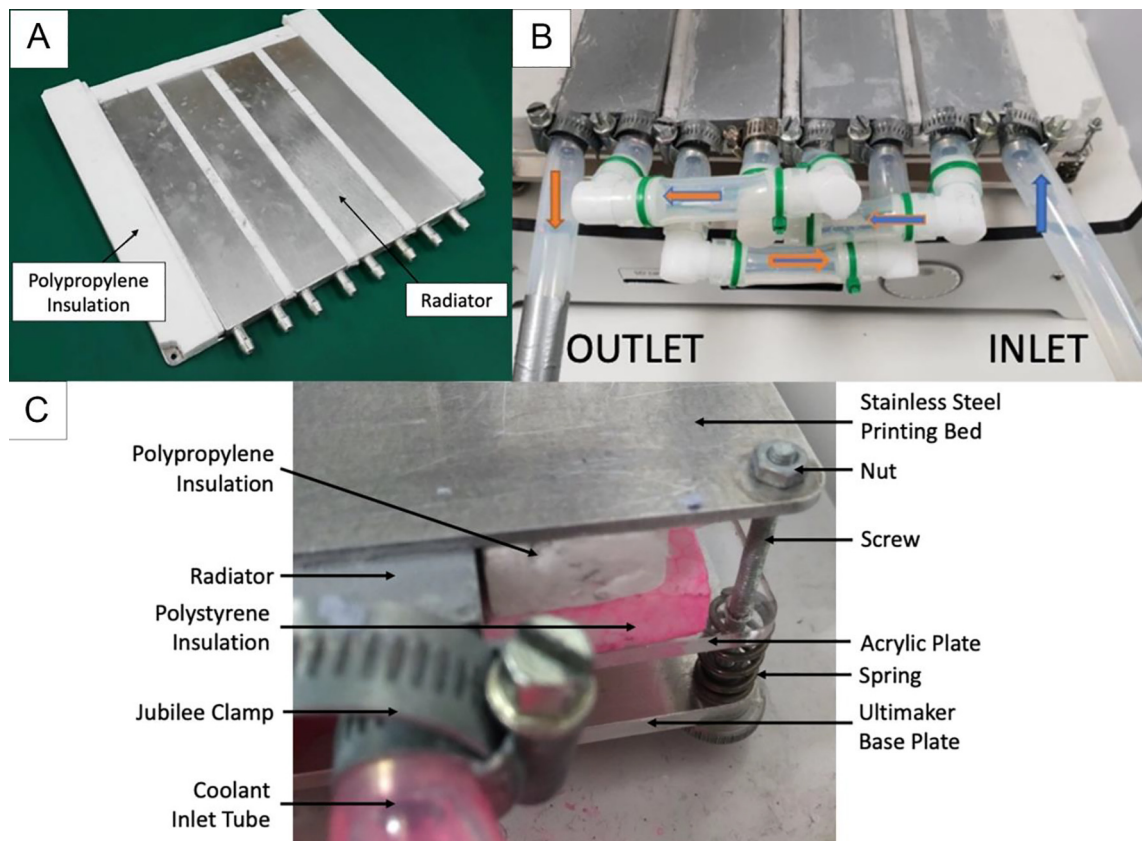 A
Polypropylene
Insulation
Radiator
B
OUTLET
INLET
C
Polypropylene
Insulation
Radiator
Polystyrene
Insulation
Jubilee Clamp
Coolant
Inlet Tube
Stainless Steel
Printing Bed
Nut
Screw
Acrylic Plate
Spring
Ultimaker
Base Plate